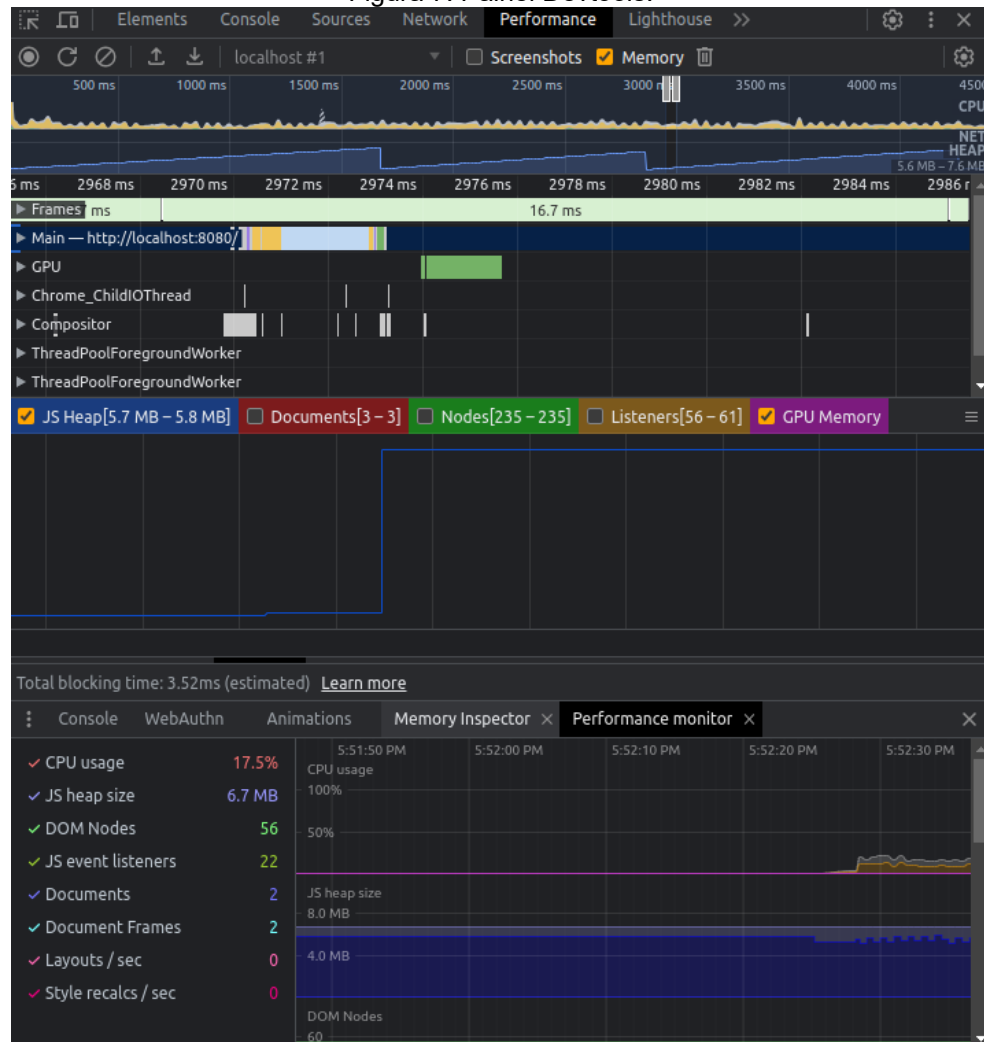 Elements Console Sources Network Performance Lighthouse
localhost #1 Screenshots Memory
500 ms 1000 ms 1500 ms 2000 ms 2500 ms 3000 3500 ms 4000 ms
CPU
NET
HEAP
5.6 MB – 7.6 MB
2968 ms 2970 ms 2972 ms 2974 ms 2976 ms 2978 ms 2980 ms 2982 ms 2984 ms 2986
Frames ms 16.7 ms
Main — http://localhost:8080/
GPU
Chrome_ChildIOThread
Compositor
ThreadPoolForegroundWorker
ThreadPoolForegroundWorker
JS Heap[5.7 MB – 5.8 MB] Documents[3 – 3] Nodes[235 – 235] Listeners[56 – 61] GPU Memory
Total blocking time: 3.52ms (estimated) Learn more
Console WebAuthn Animations Memory Inspector × Performance monitor ×
5:51:50 PM 5:52:00 PM 5:52:10 PM 5:52:20 PM 5:52:30 PM
CPU usage 17.5%
JS heap size 6.7 MB
DOM Nodes 56
JS event listeners 22
Documents 2
Document Frames 2
Layouts / sec 0
Style recalcs / sec 0
CPU usage
100%
50%
JS heap size
8.0 MB
4.0 MB
DOM Nodes
60